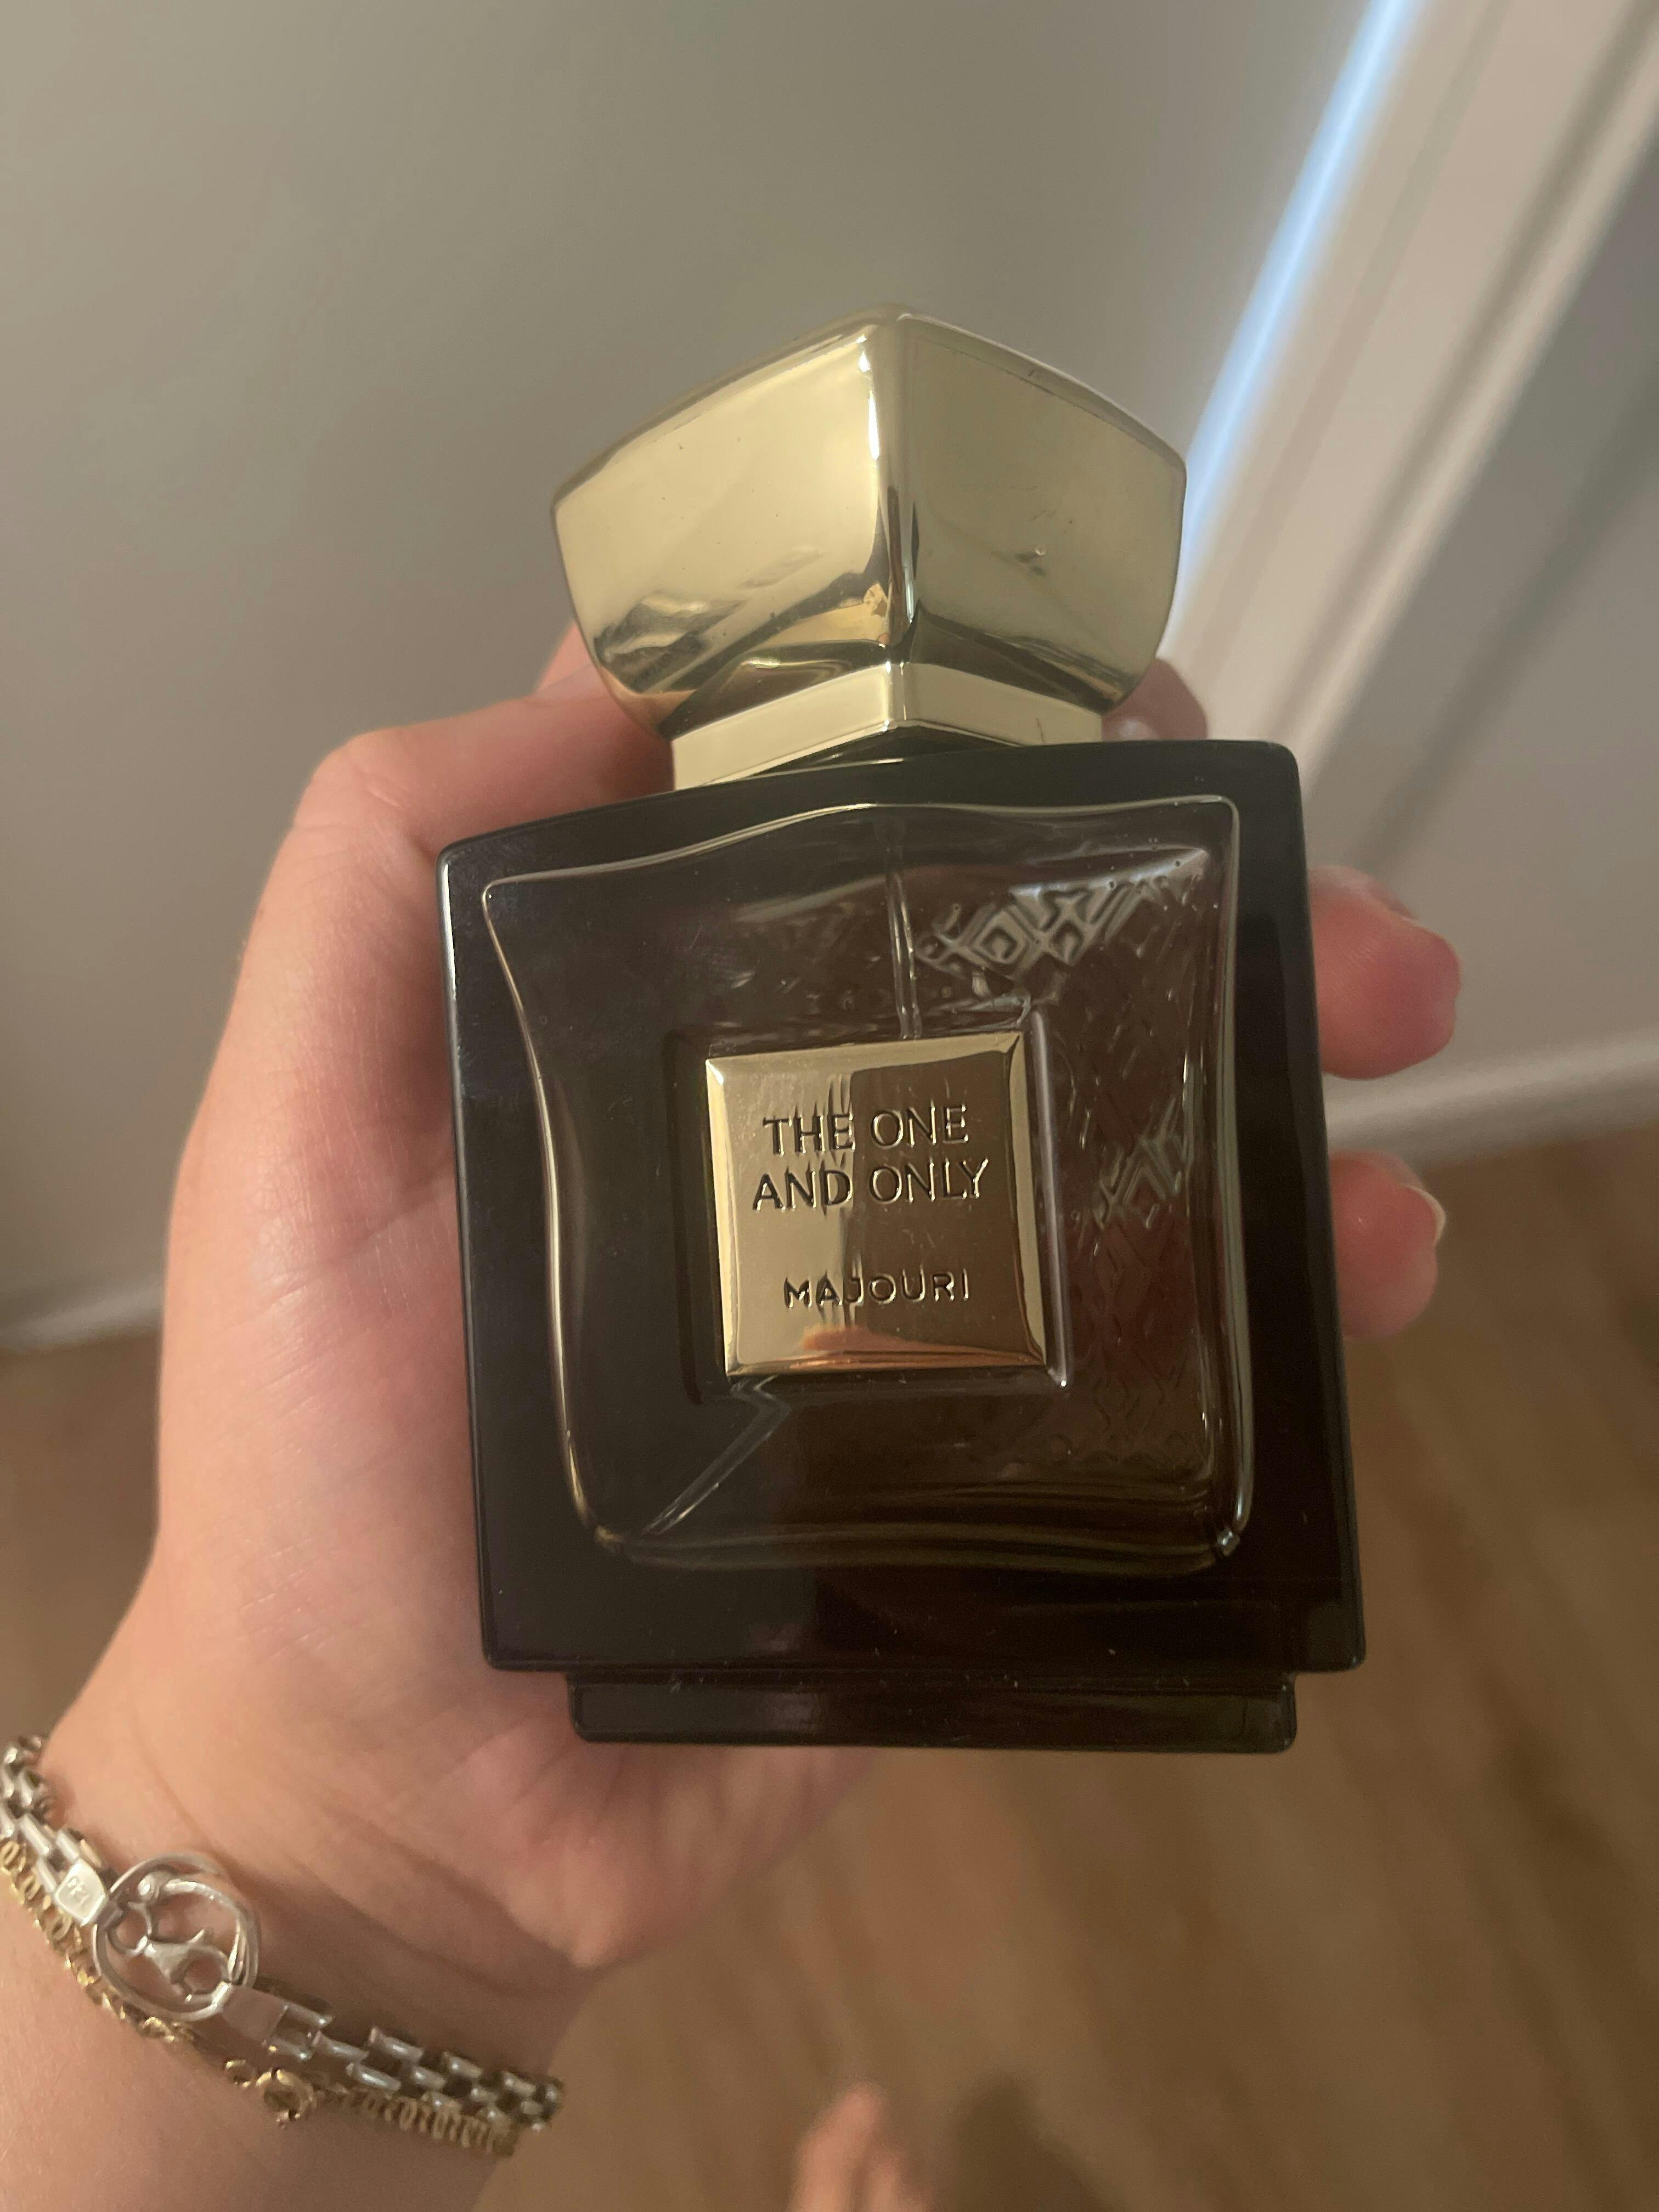 THE ONE
AND ONLY
MAJOURI